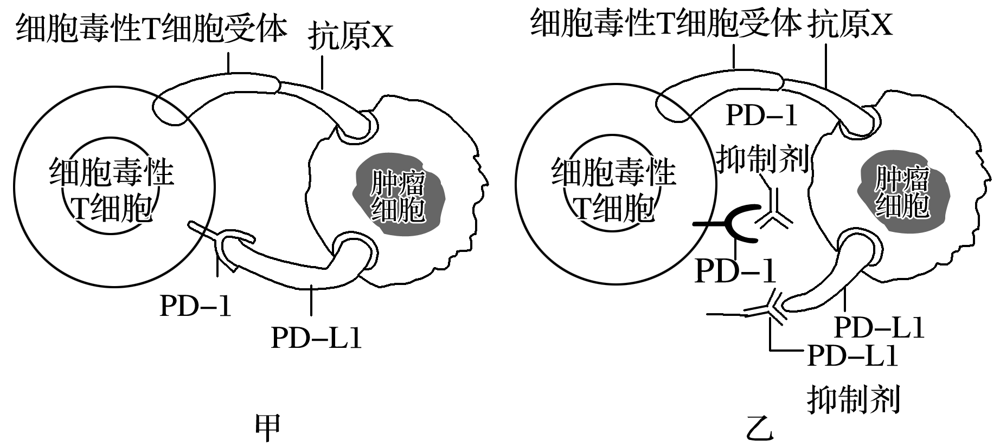 细胞毒性T细胞受体
抗原X
细胞毒性
T细胞
肿瘤
细胞
PD-1
PD-L1
甲
细胞毒性T细胞受体
抗原X
PD-1
抑制剂
细胞毒性
T细胞
肿瘤
细胞
PD-1
PD-L1
PD-L1
抑制剂
乙